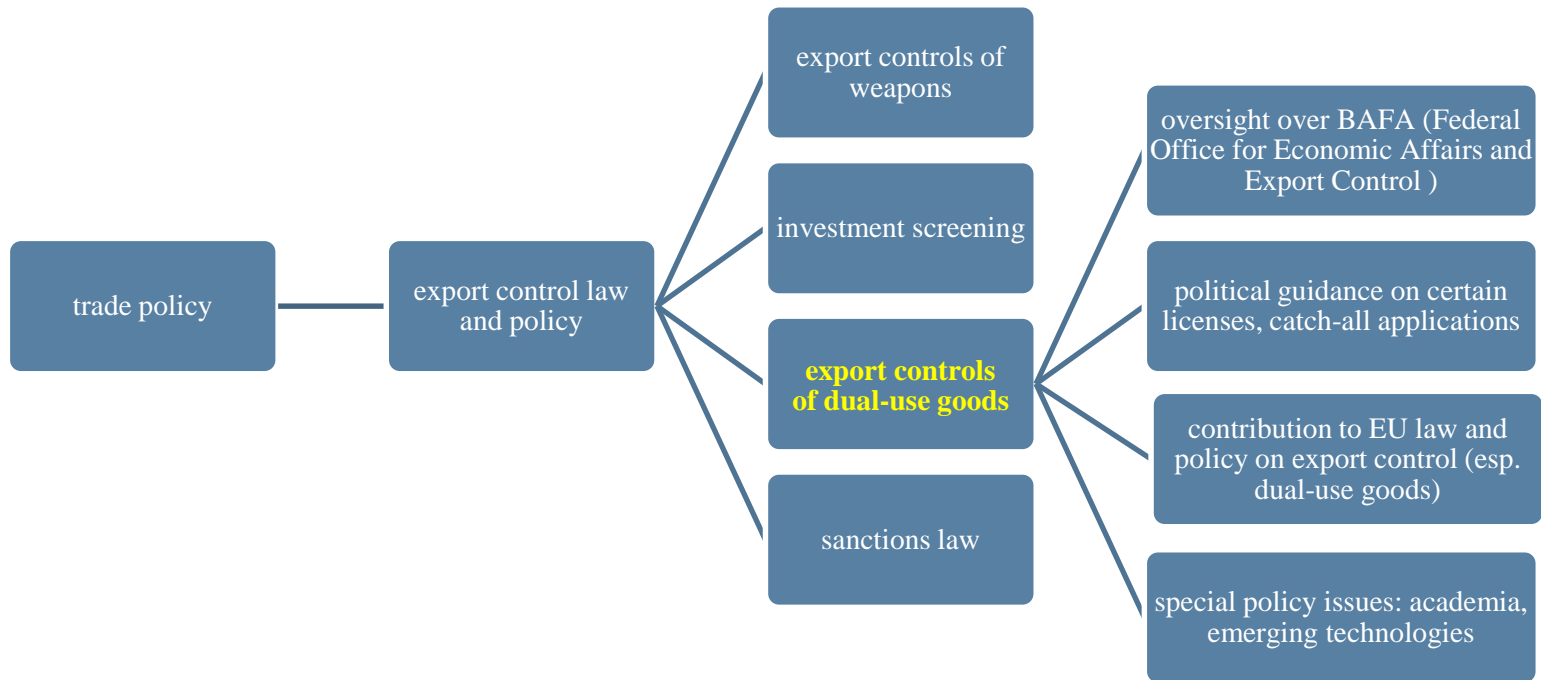 trade policy
export control law
and policy
export controls of
weapons
investment screening
export controls
of dual-use goods
sanctions law
oversight over BAFA (Federal
Office for Economic Affairs and
Export Control )
political guidance on certain
licenses, catch-all applications
contribution to EU law and
policy on export control (esp.
dual-use goods)
special policy issues: academia,
emerging technologies